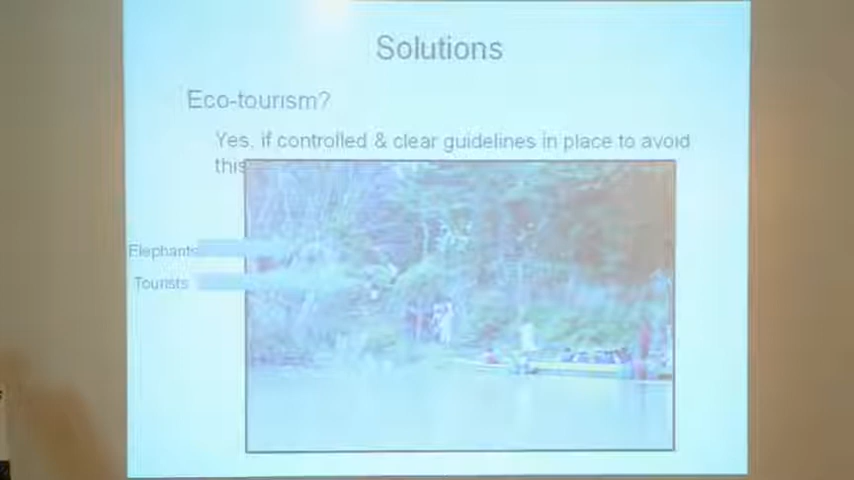 Solutions
Eco-tourism?
Yes, if controlled & clear guidelines in place to avoid
this
Elephants
Tourists